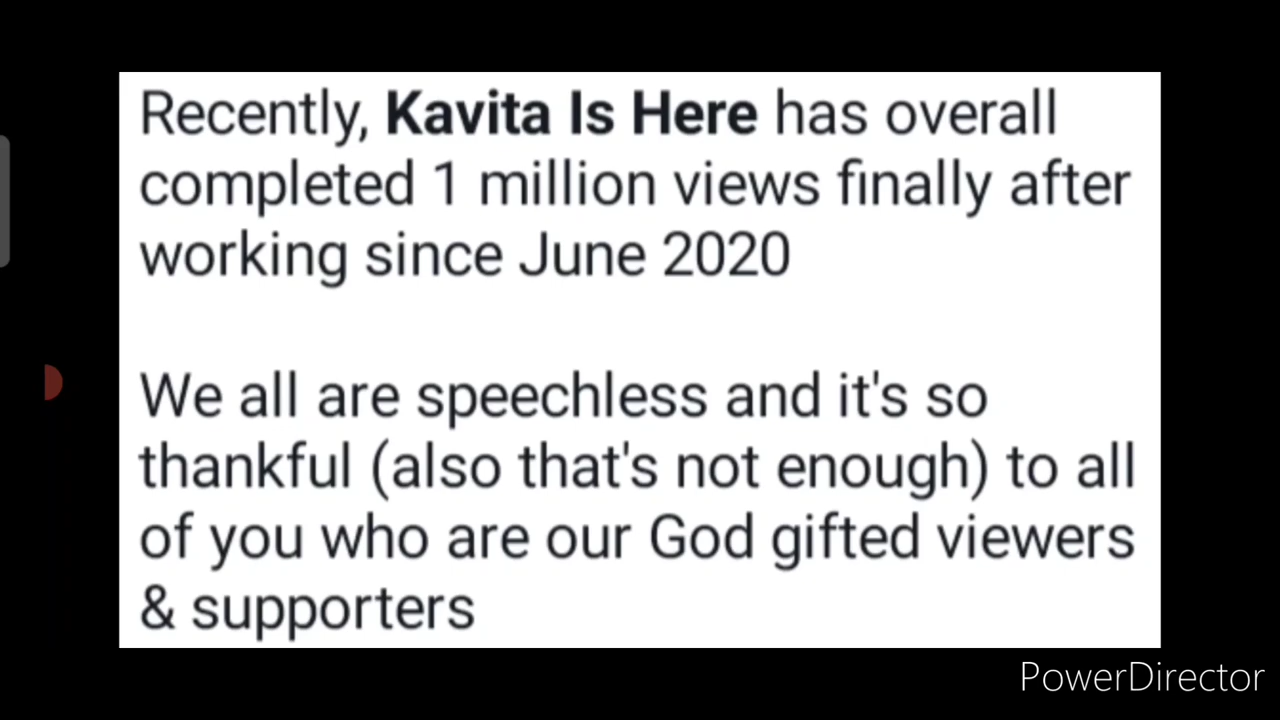 Recently, Kavita Is Here has overall
completed 1 million views finally after
working since June 2020
We all are speechless and it's so
thankful (also that's not enough) to all
of you who are our God gifted viewers
& supporters
PowerDirector